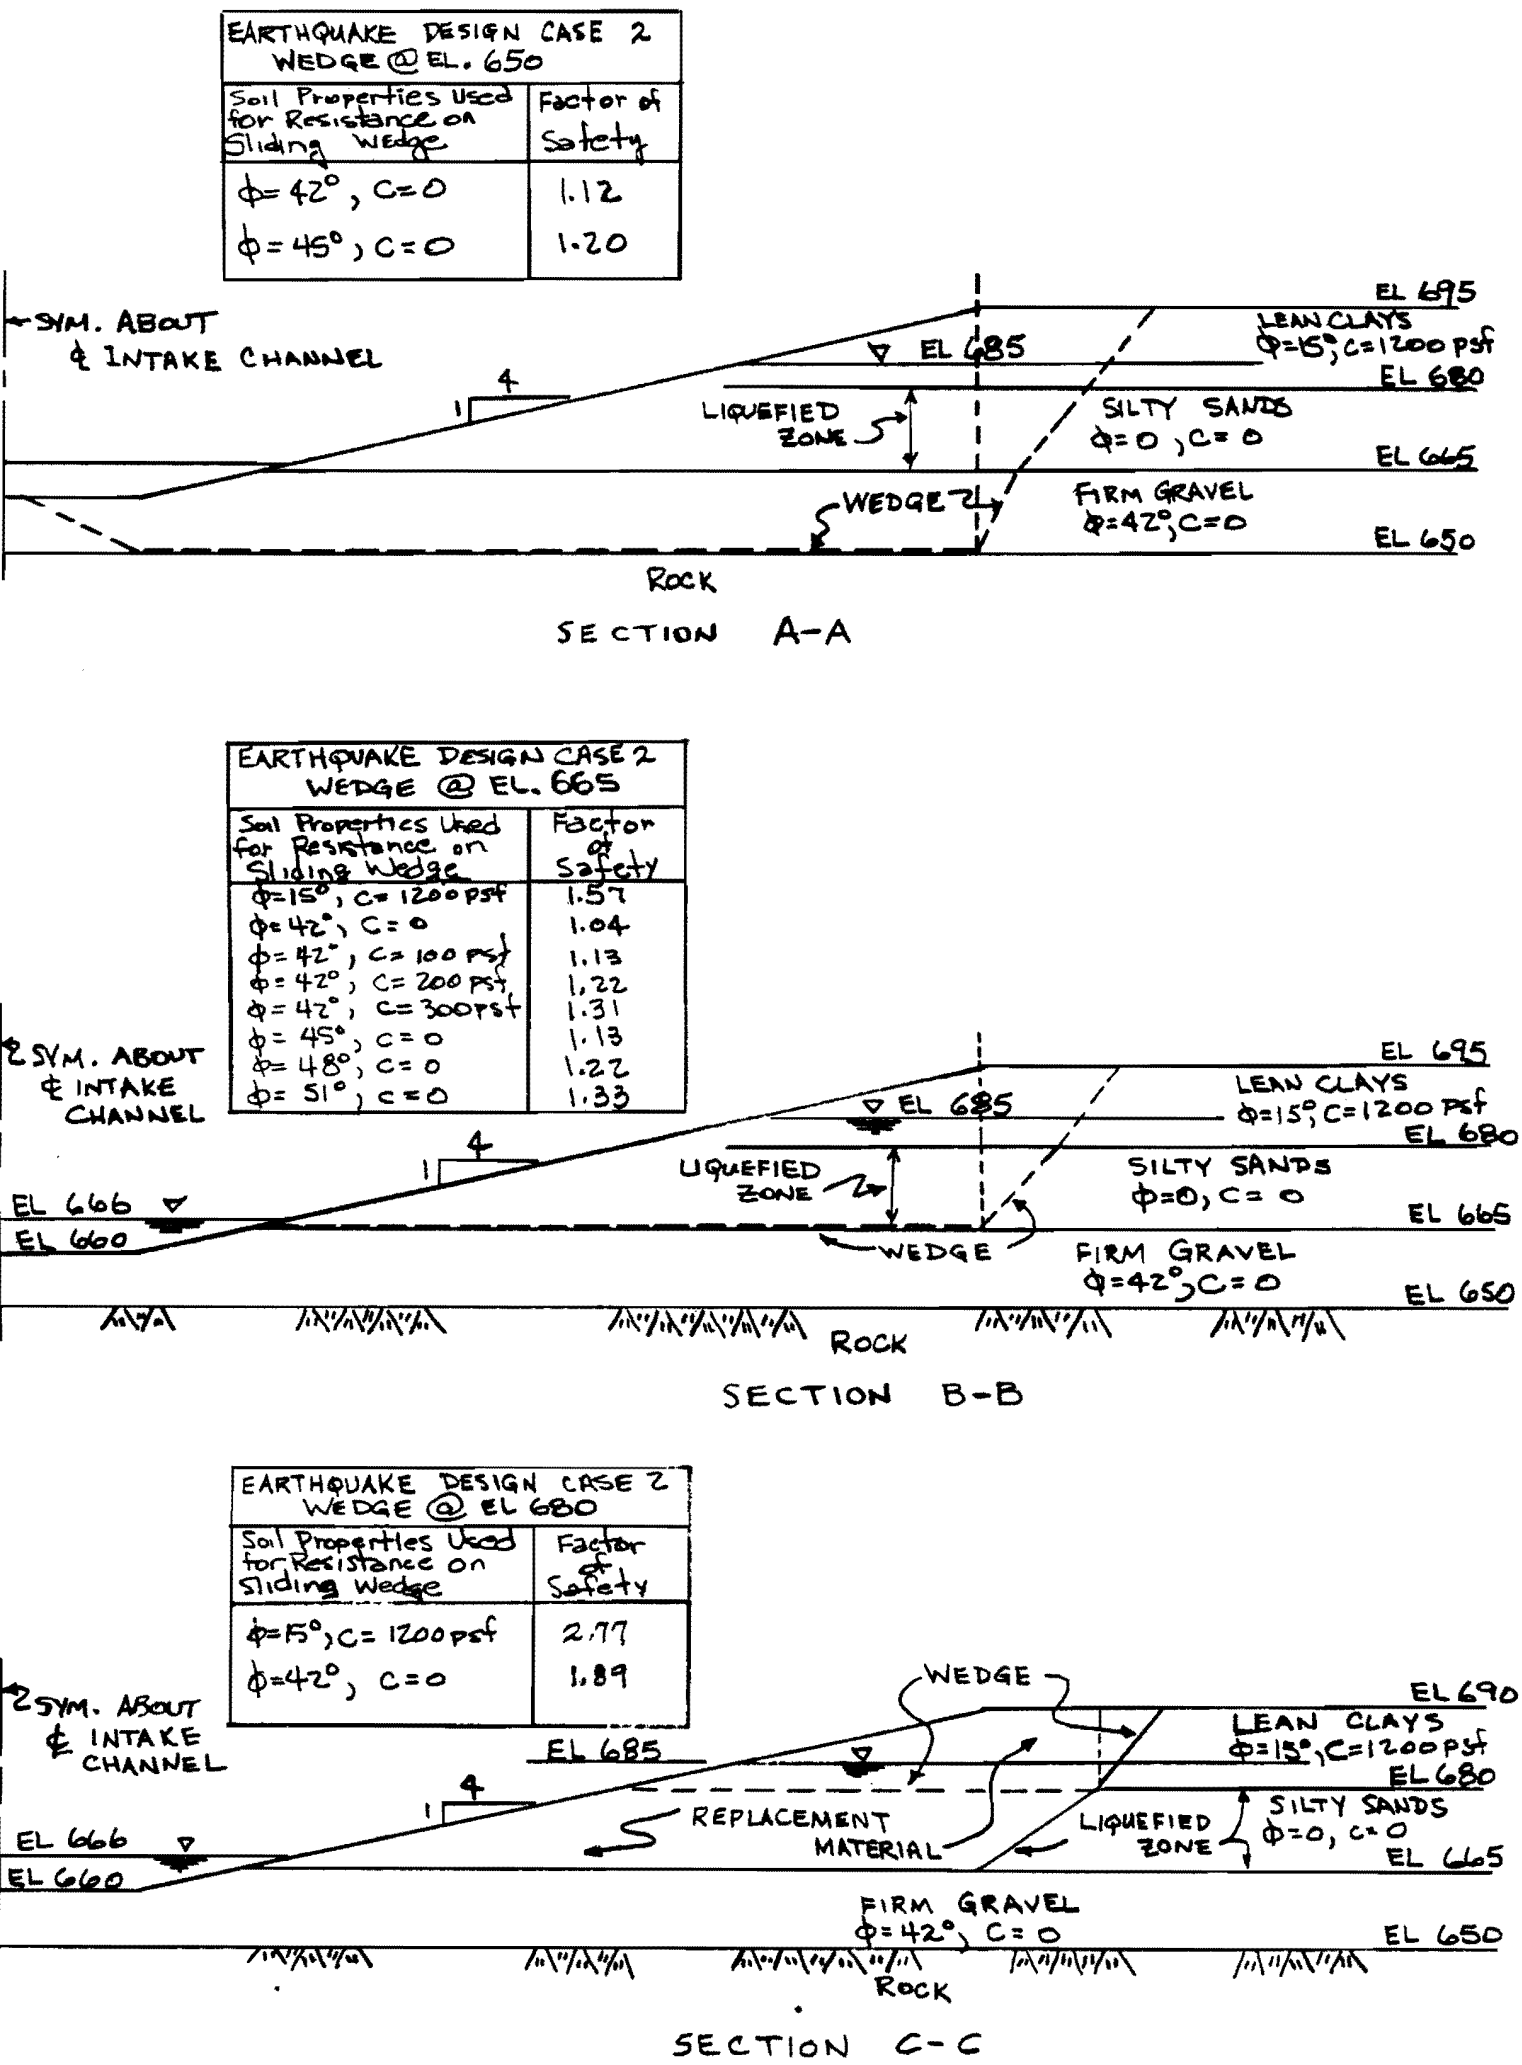 EARTHQUAKE DESIGN CASE 2
WEDGE @ EL. 650
Soil Properties Used
for Resistance on
Sliding Wedge
Factor of
Safety
φ=42°, C=0
1.12
φ=45°, C=0
1.20
SYM. ABOUT
℄ INTAKE CHANNEL
4
1
EL 695
LEAN CLAYS
φ=15°, C=1200 psf
EL 685
EL 680
LIQUEFIED
ZONE
SILTY SANDS
φ=0, C=0
EL 665
WEDGE
FIRM GRAVEL
φ=42°, C=0
EL 650
ROCK
SECTION A-A
EARTHQUAKE DESIGN CASE 2
WEDGE @ EL. 665
Soil Properties Used
for Resistance on
Sliding Wedge
Factor
of
Safety
φ=15°, C= 1200 PSf
1.57
φ=42°, C=0
1.04
φ=42°, C=100 psf
1.13
φ=42°, C=200 PSf
1.22
φ=42°, C=300PSf
1.31
φ= 45°, C=0
1.13
φ=48°, C=0
1.22
φ= 51°, C=0
1.33
SYM. ABOUT
℄ INTAKE
CHANNEL
4
1
EL 695
LEAN CLAYS
φ=15°, C=1200 PSf
EL 685
EL 680
LIQUEFIED
ZONE
SILTY SANDS
φ=0, C=0
EL 666
EL 660
EL 665
WEDGE
FIRM GRAVEL
φ=42°, C=0
EL 650
ROCK
SECTION B-B
EARTHQUAKE DESIGN CASE 2
WEDGE @ EL 680
Soil Properties Used
for Resistance on
Sliding Wedge
Factor
of
Safety
φ=15°, C= 1200 psf
2.77
φ=42°, C=0
1.89
SYM. ABOUT
℄ INTAKE
CHANNEL
4
1
WEDGE
EL 690
LEAN CLAYS
φ=15°, C=1200 PSf
EL 685
EL 680
REPLACEMENT
MATERIAL
LIQUEFIED
ZONE
SILTY SANDS
φ=0, C=0
EL 666
EL 660
EL 665
FIRM GRAVEL
φ=42°, C=0
EL 650
ROCK
SECTION C-C